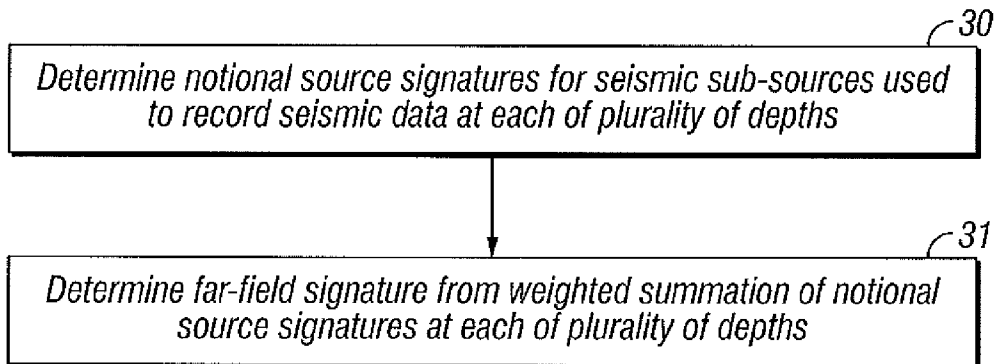 30
Determine notional source signatures for seismic sub-sources used
to record seismic data at each of plurality of depths
31
Determine far-field signature from weighted summation of notional
source signatures at each of plurality of depths